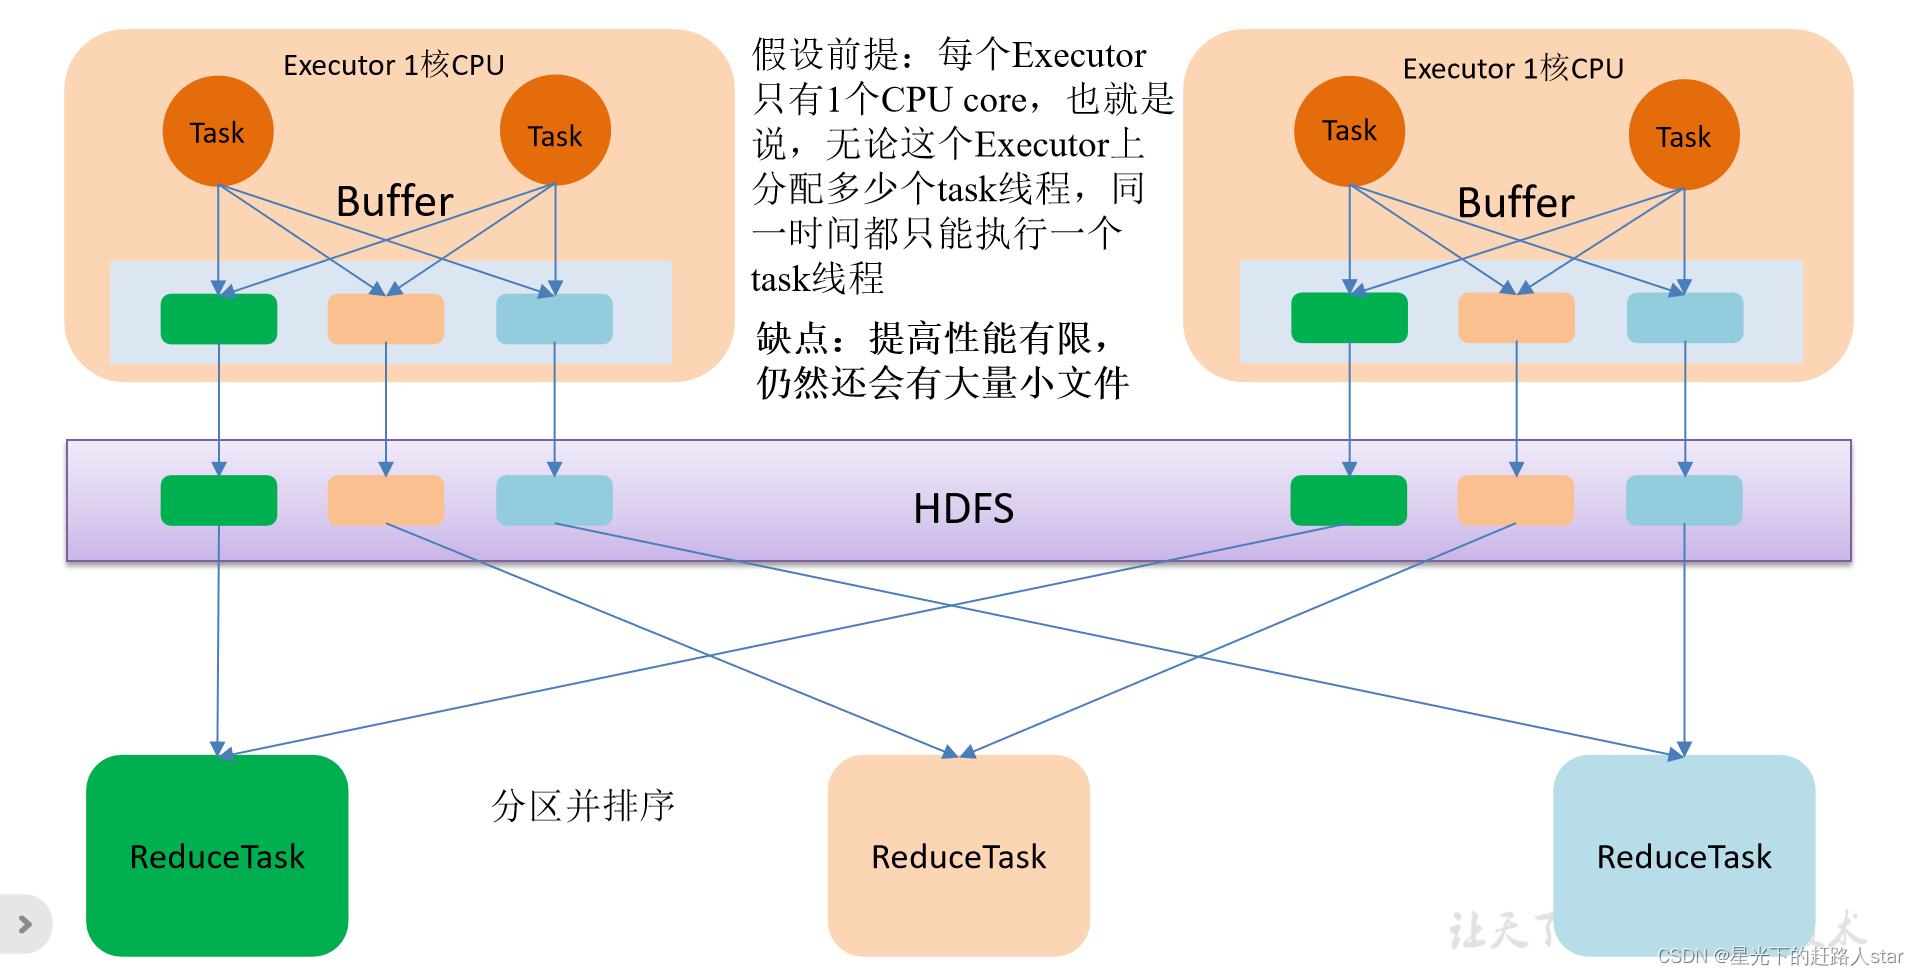 Executor 1核CPU
Task
Task
Buffer
假设前提：每个Executor
只有1个CPU core，也就是
说，无论这个Executor上
分配多少个task线程，同
一时间都只能执行一个
task线程
缺点：提高性能有限，
仍然还会有大量小文件
Executor 1核CPU
Task
Task
Buffer
HDFS
分区并排序
ReduceTask
ReduceTask
ReduceTask
让天下
术
CSDN @星光下的赶路人star